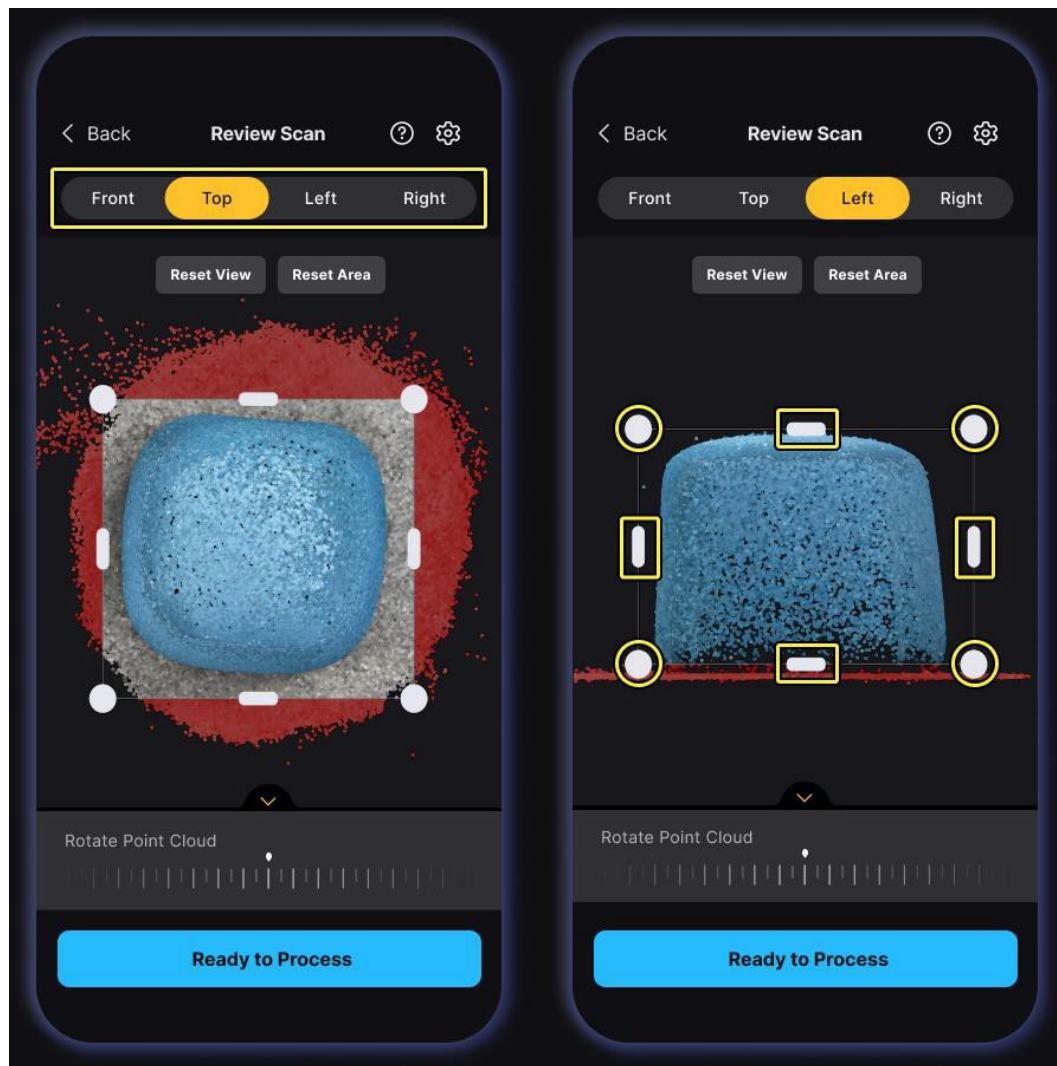 Back Review Scan
Front Top Left Right
Reset View Reset Area
Rotate Point Cloud
Ready to Process
Back Review Scan
Front Top Left Right
Reset View Reset Area
Rotate Point Cloud
Ready to Process